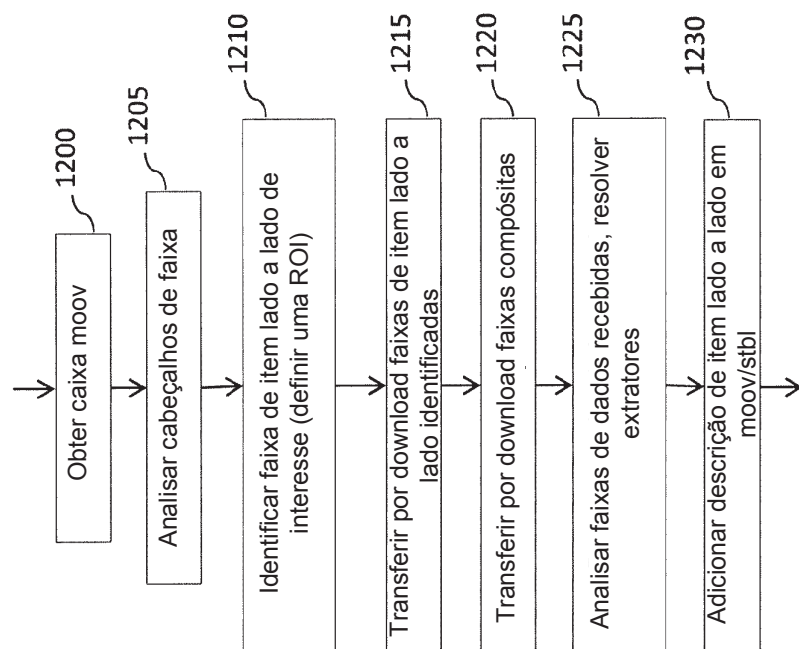 1200
Obter caixa moov
1205
Analisar cabeçalhos de faixa
1210
Identificar faixa de item lado a lado de
interesse (definir uma ROI)
1215
Transferir por download faixas de item lado a
lado identificadas
1220
Transferir por download faixas compósitas
1225
Analisar faixas de dados recebidas, resolver
extratores
1230
Adicionar descrição de item lado a lado em
moov/stbl